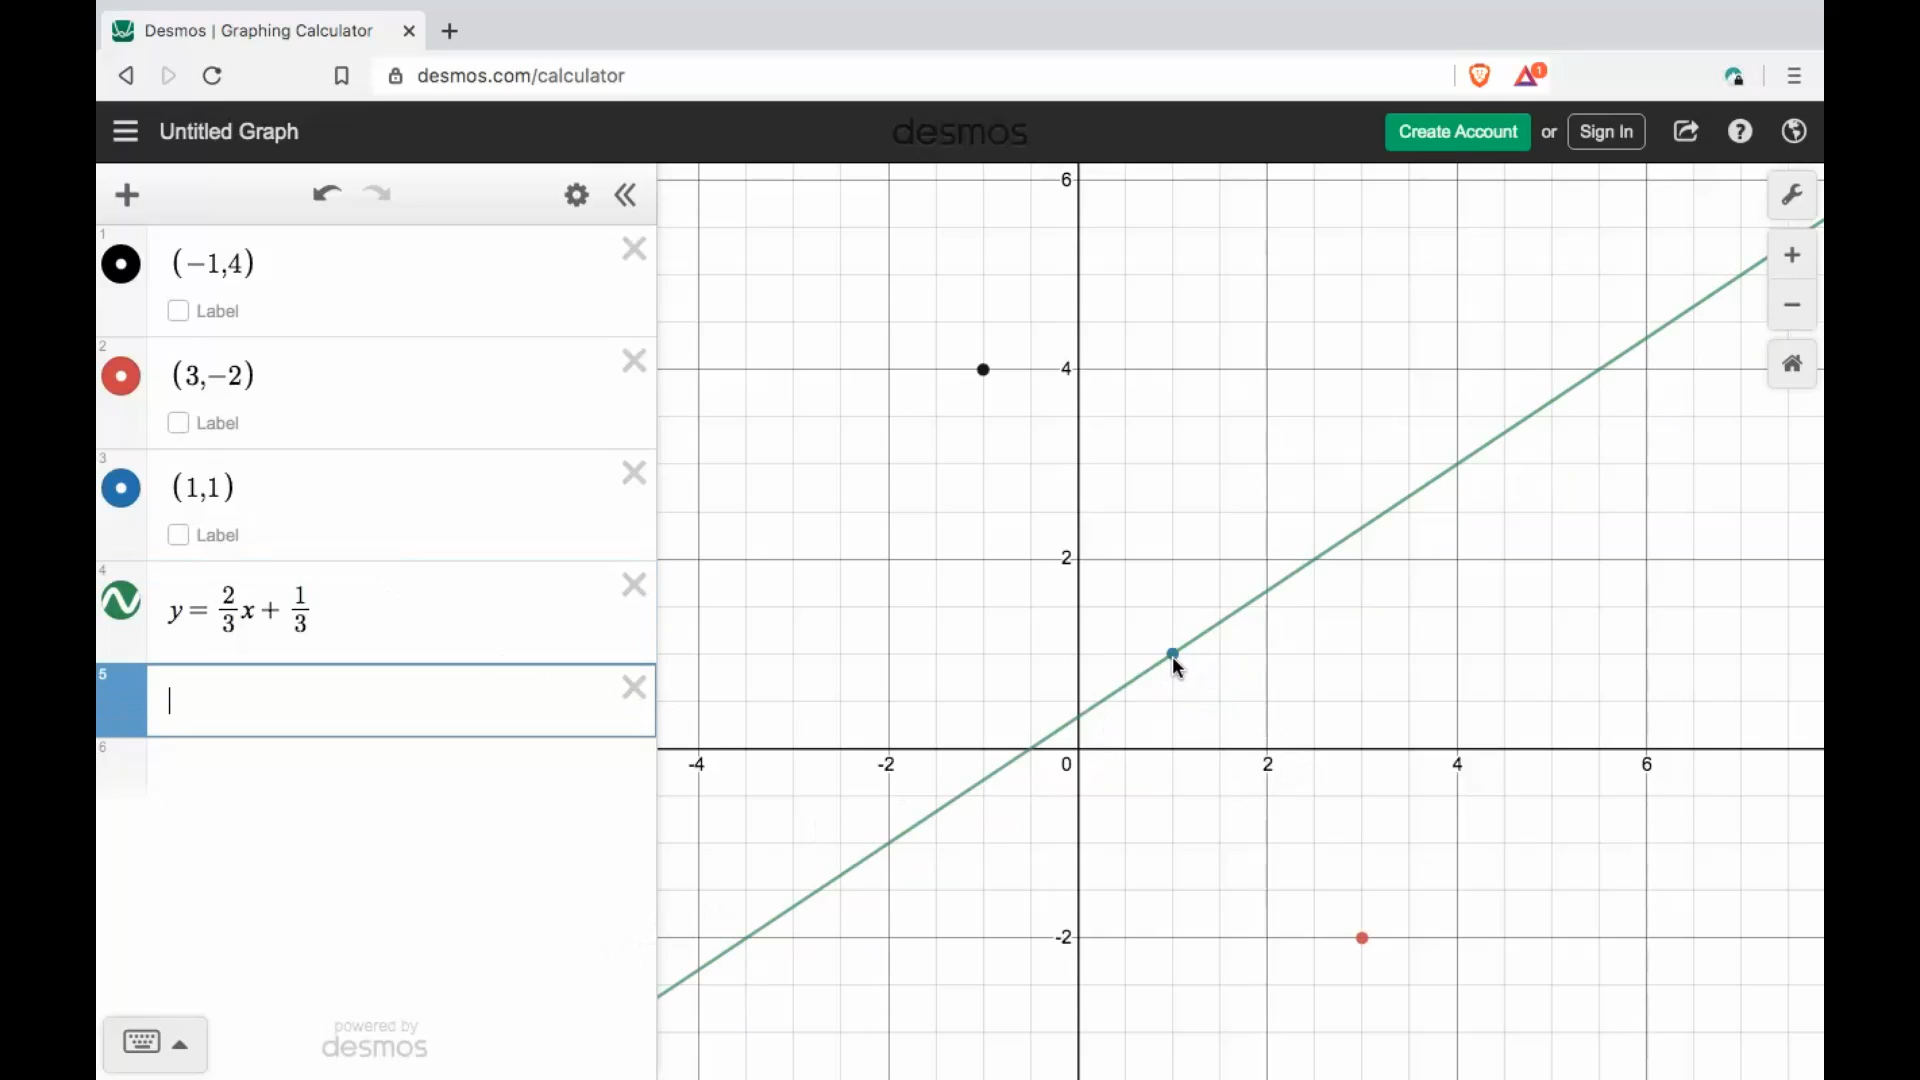 Desmos | Graphing Calculator
desmos.com/calculator
1
Untitled Graph
desmos
Create Account or Sign In
1
(−1,4)
Label
2
(3,−2)
Label
3
(1,1)
Label
4
y = 2/3 x + 1/3
5
6
powered by
desmos
6
4
2
-4 -2 0 2 4 6
-2